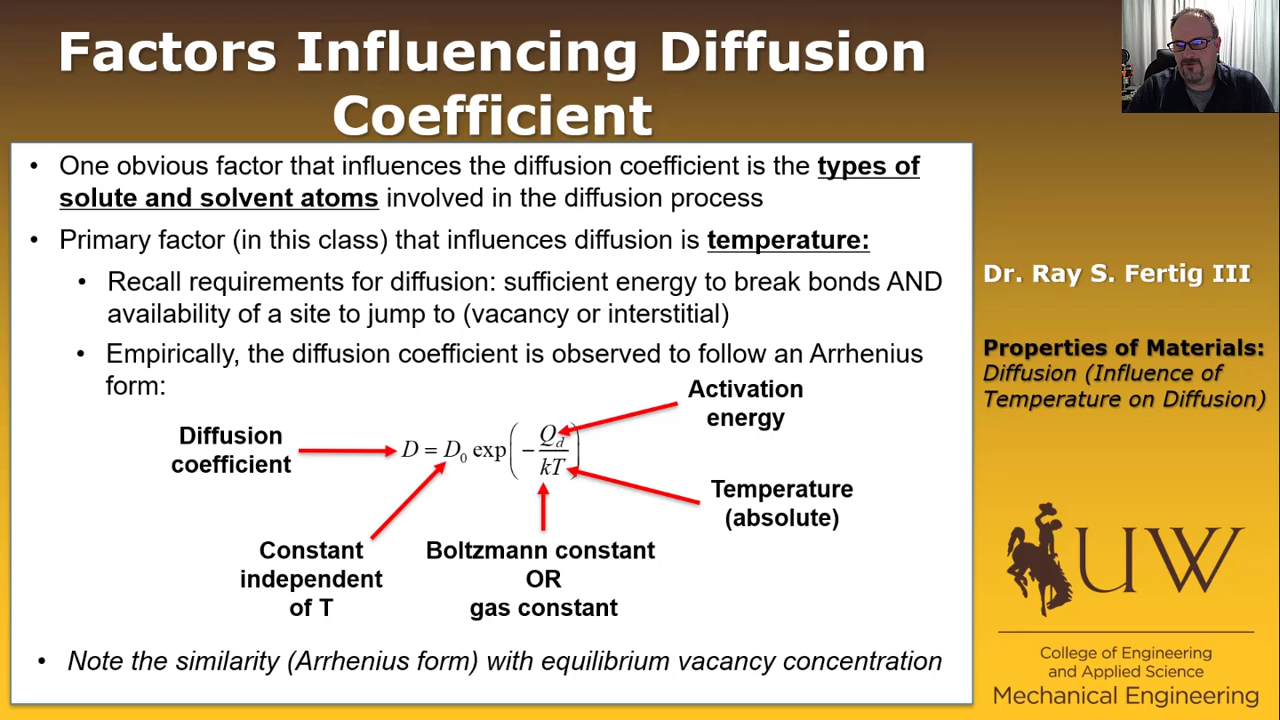 Factors Influencing Diffusion
Coefficient
• One obvious factor that influences the diffusion coefficient is the types of
solute and solvent atoms involved in the diffusion process
• Primary factor (in this class) that influences diffusion is temperature:
• Recall requirements for diffusion: sufficient energy to break bonds AND
availability of a site to jump to (vacancy or interstitial)
• Empirically, the diffusion coefficient is observed to follow an Arrhenius
form:
Activation
energy
Diffusion
coefficient
D = D₀ exp(−Q_d/kT)
Temperature
(absolute)
Constant
independent
of T
Boltzmann constant
OR
gas constant
• Note the similarity (Arrhenius form) with equilibrium vacancy concentration
Dr. Ray S. Fertig III
Properties of Materials:
Diffusion (Influence of
Temperature on Diffusion)
UW
College of Engineering
and Applied Science
Mechanical Engineering